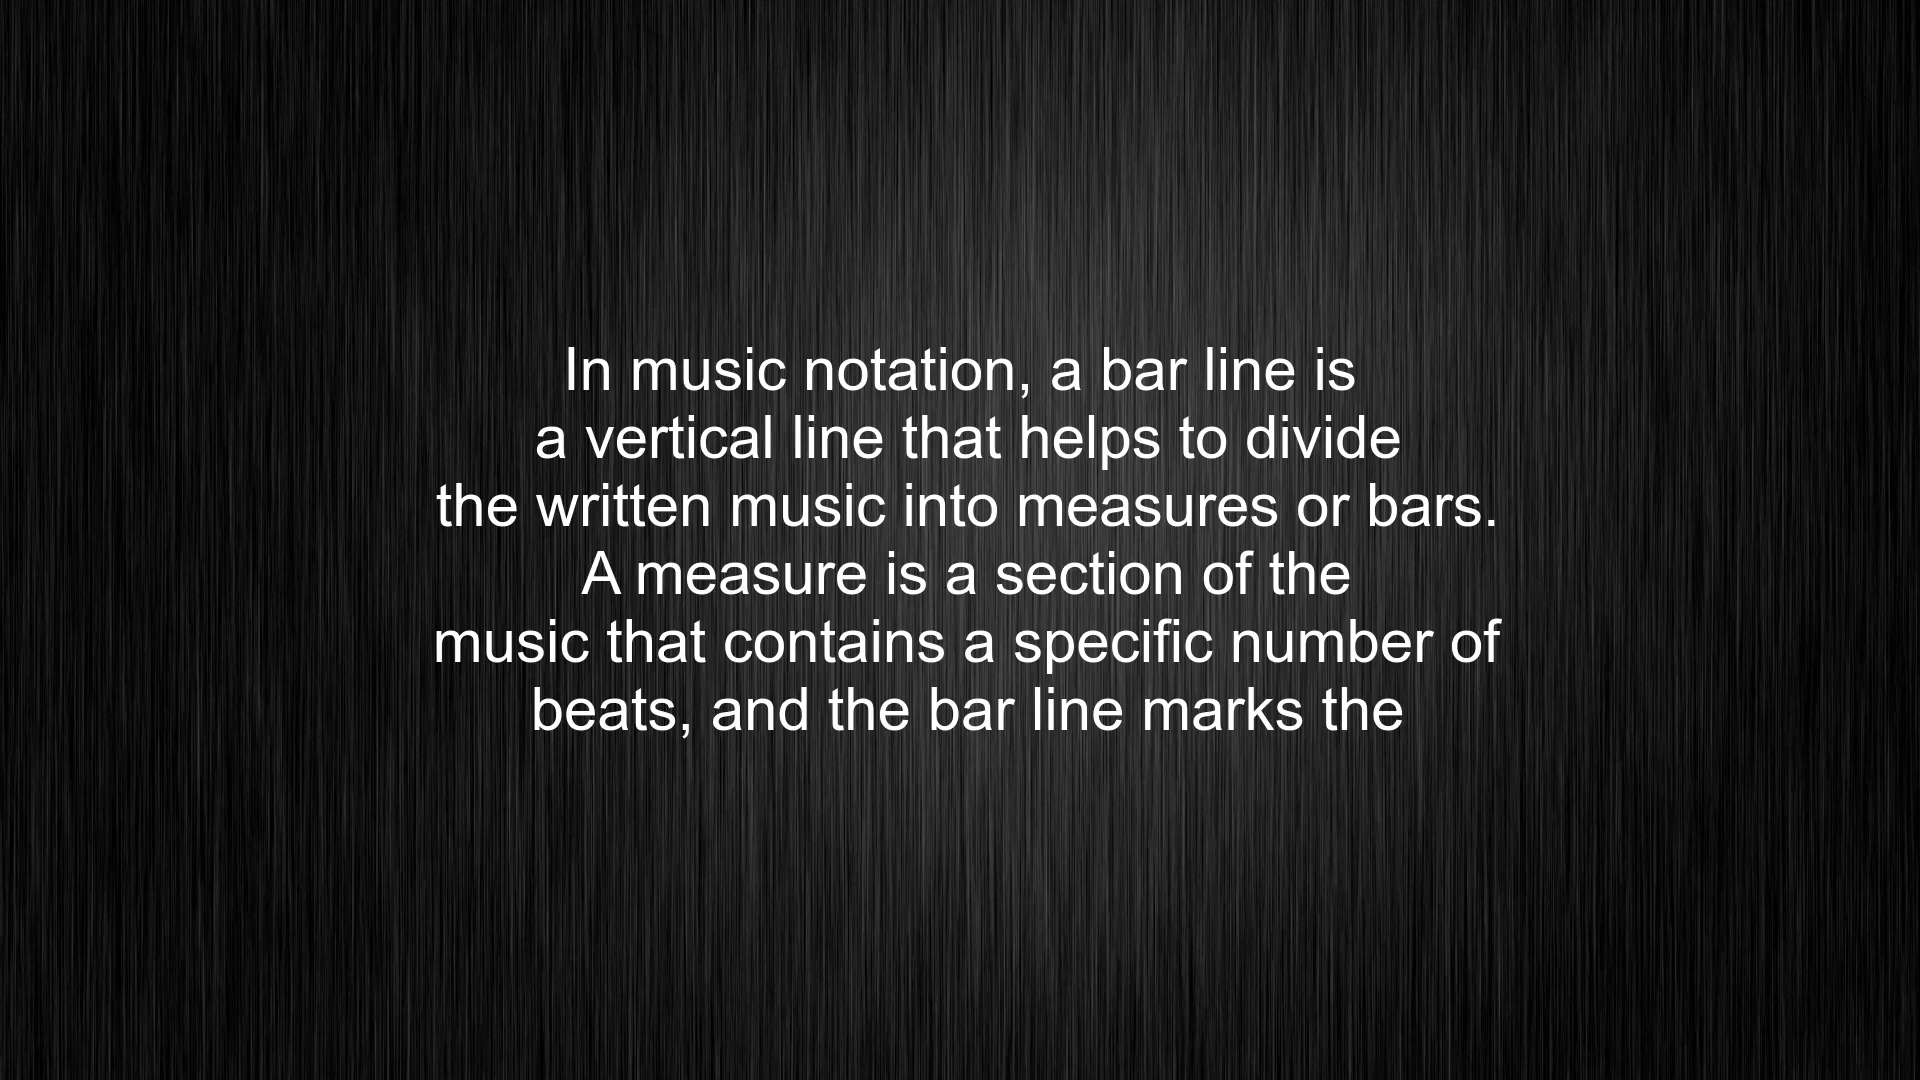 In music notation, a bar line is
a vertical line that helps to divide
the written music into measures or bars.
A measure is a section of the
music that contains a specific number of
beats, and the bar line marks the